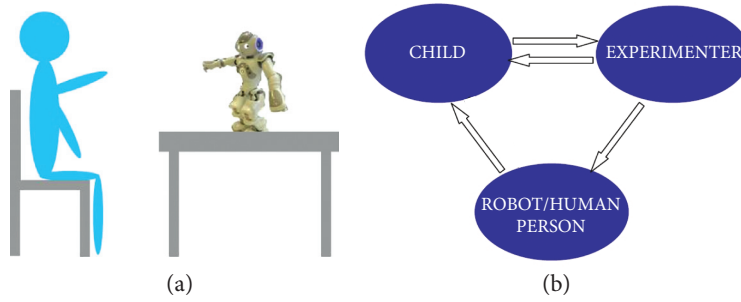 CHILD
EXPERIMENTER
ROBOT/HUMAN
PERSON
(a)
(b)